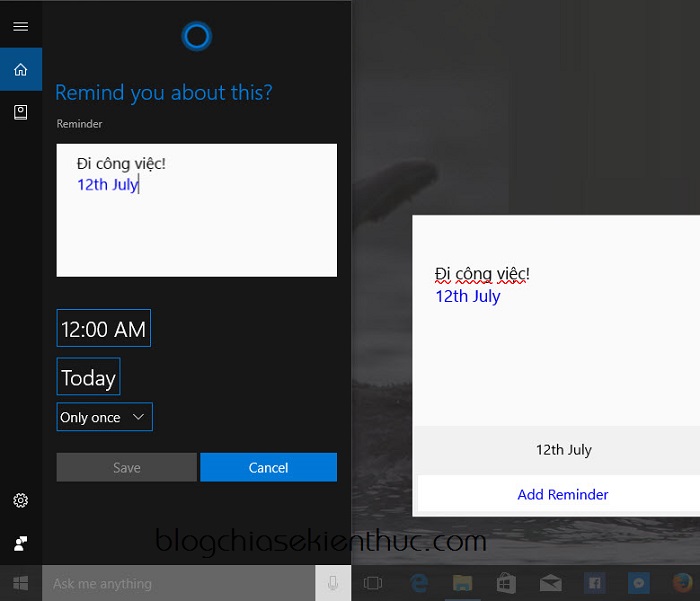 Remind you about this?
Reminder
Đi công việc!
12th July
12:00 AM
Today
Only once
Save
Cancel
Đi công việc!
12th July
12th July
Add Reminder
blogchiasekienthuc.com
Ask me anything